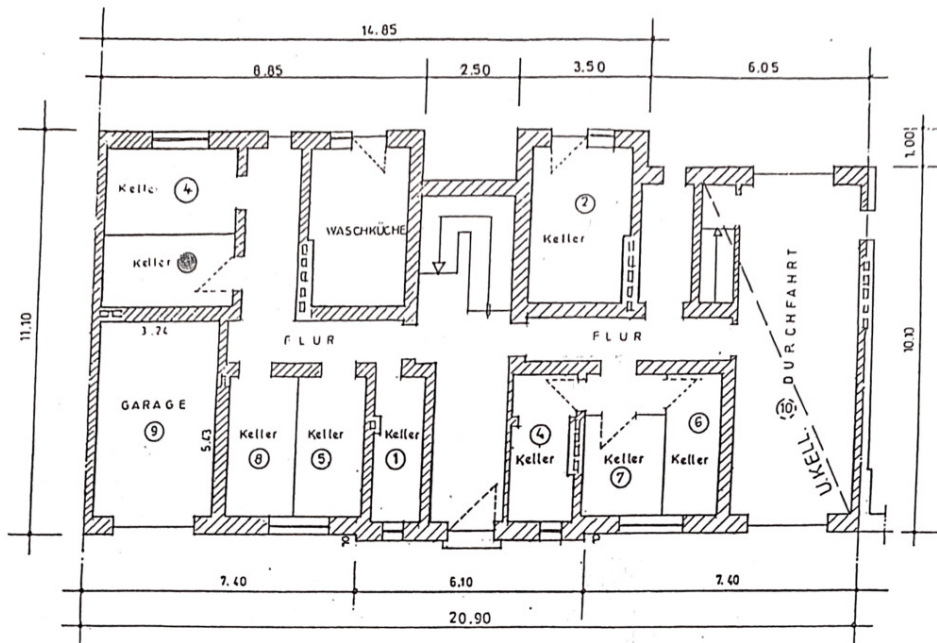 14.85
8.85 2.50 3.50 6.05
1.00
Keller 4
2
WASCHKÜCHE
Keller
Keller
11.10
3.74
FLUR
FLUR
DURCHFAHRT
10.10
GARAGE
9
5.43
10
U.KELL.
Keller
8
Keller
5
Keller
1
4
Keller
Keller
7
6
Keller
7.40 6.10 7.40
20.90